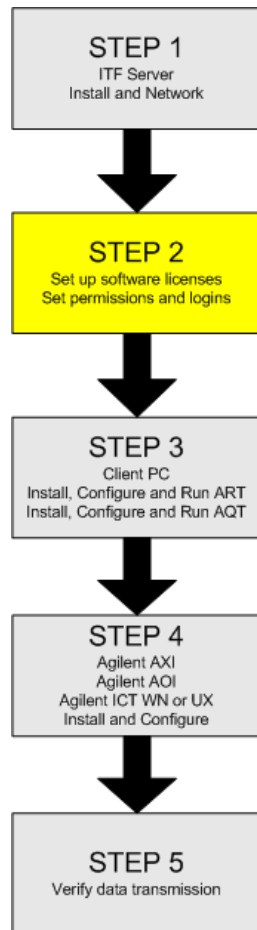 STEP 1
ITF Server
Install and Network
STEP 2
Set up software licenses
Set permissions and logins
STEP 3
Client PC
Install, Configure and Run ART
Install, Configure and Run AQT
STEP 4
Agilent AXI
Agilent AOI
Agilent ICT WN or UX
Install and Configure
STEP 5
Verify data transmission